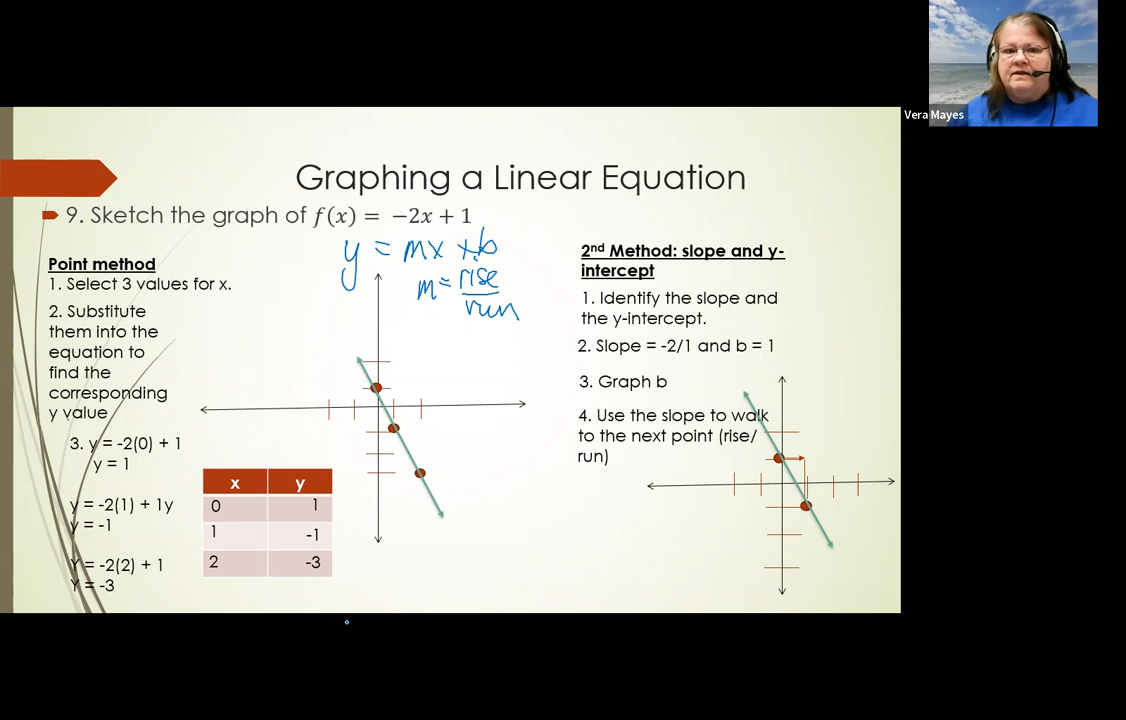 Vera Mayes
Graphing a Linear Equation
9. Sketch the graph of f(x) = −2x + 1
y = mx + b
m = rise
run
Point method
1. Select 3 values for x.
2. Substitute
them into the
equation to
find the
corresponding
y value
3. y = -2(0) + 1
y = 1
y = -2(1) + 1y
y = -1
Y = -2(2) + 1
Y = -3
x y
0 1
1 -1
2 -3
2nd Method: slope and y-
intercept
1. Identify the slope and
the y-intercept.
2. Slope = -2/1 and b = 1
3. Graph b
4. Use the slope to walk
to the next point (rise/
run)